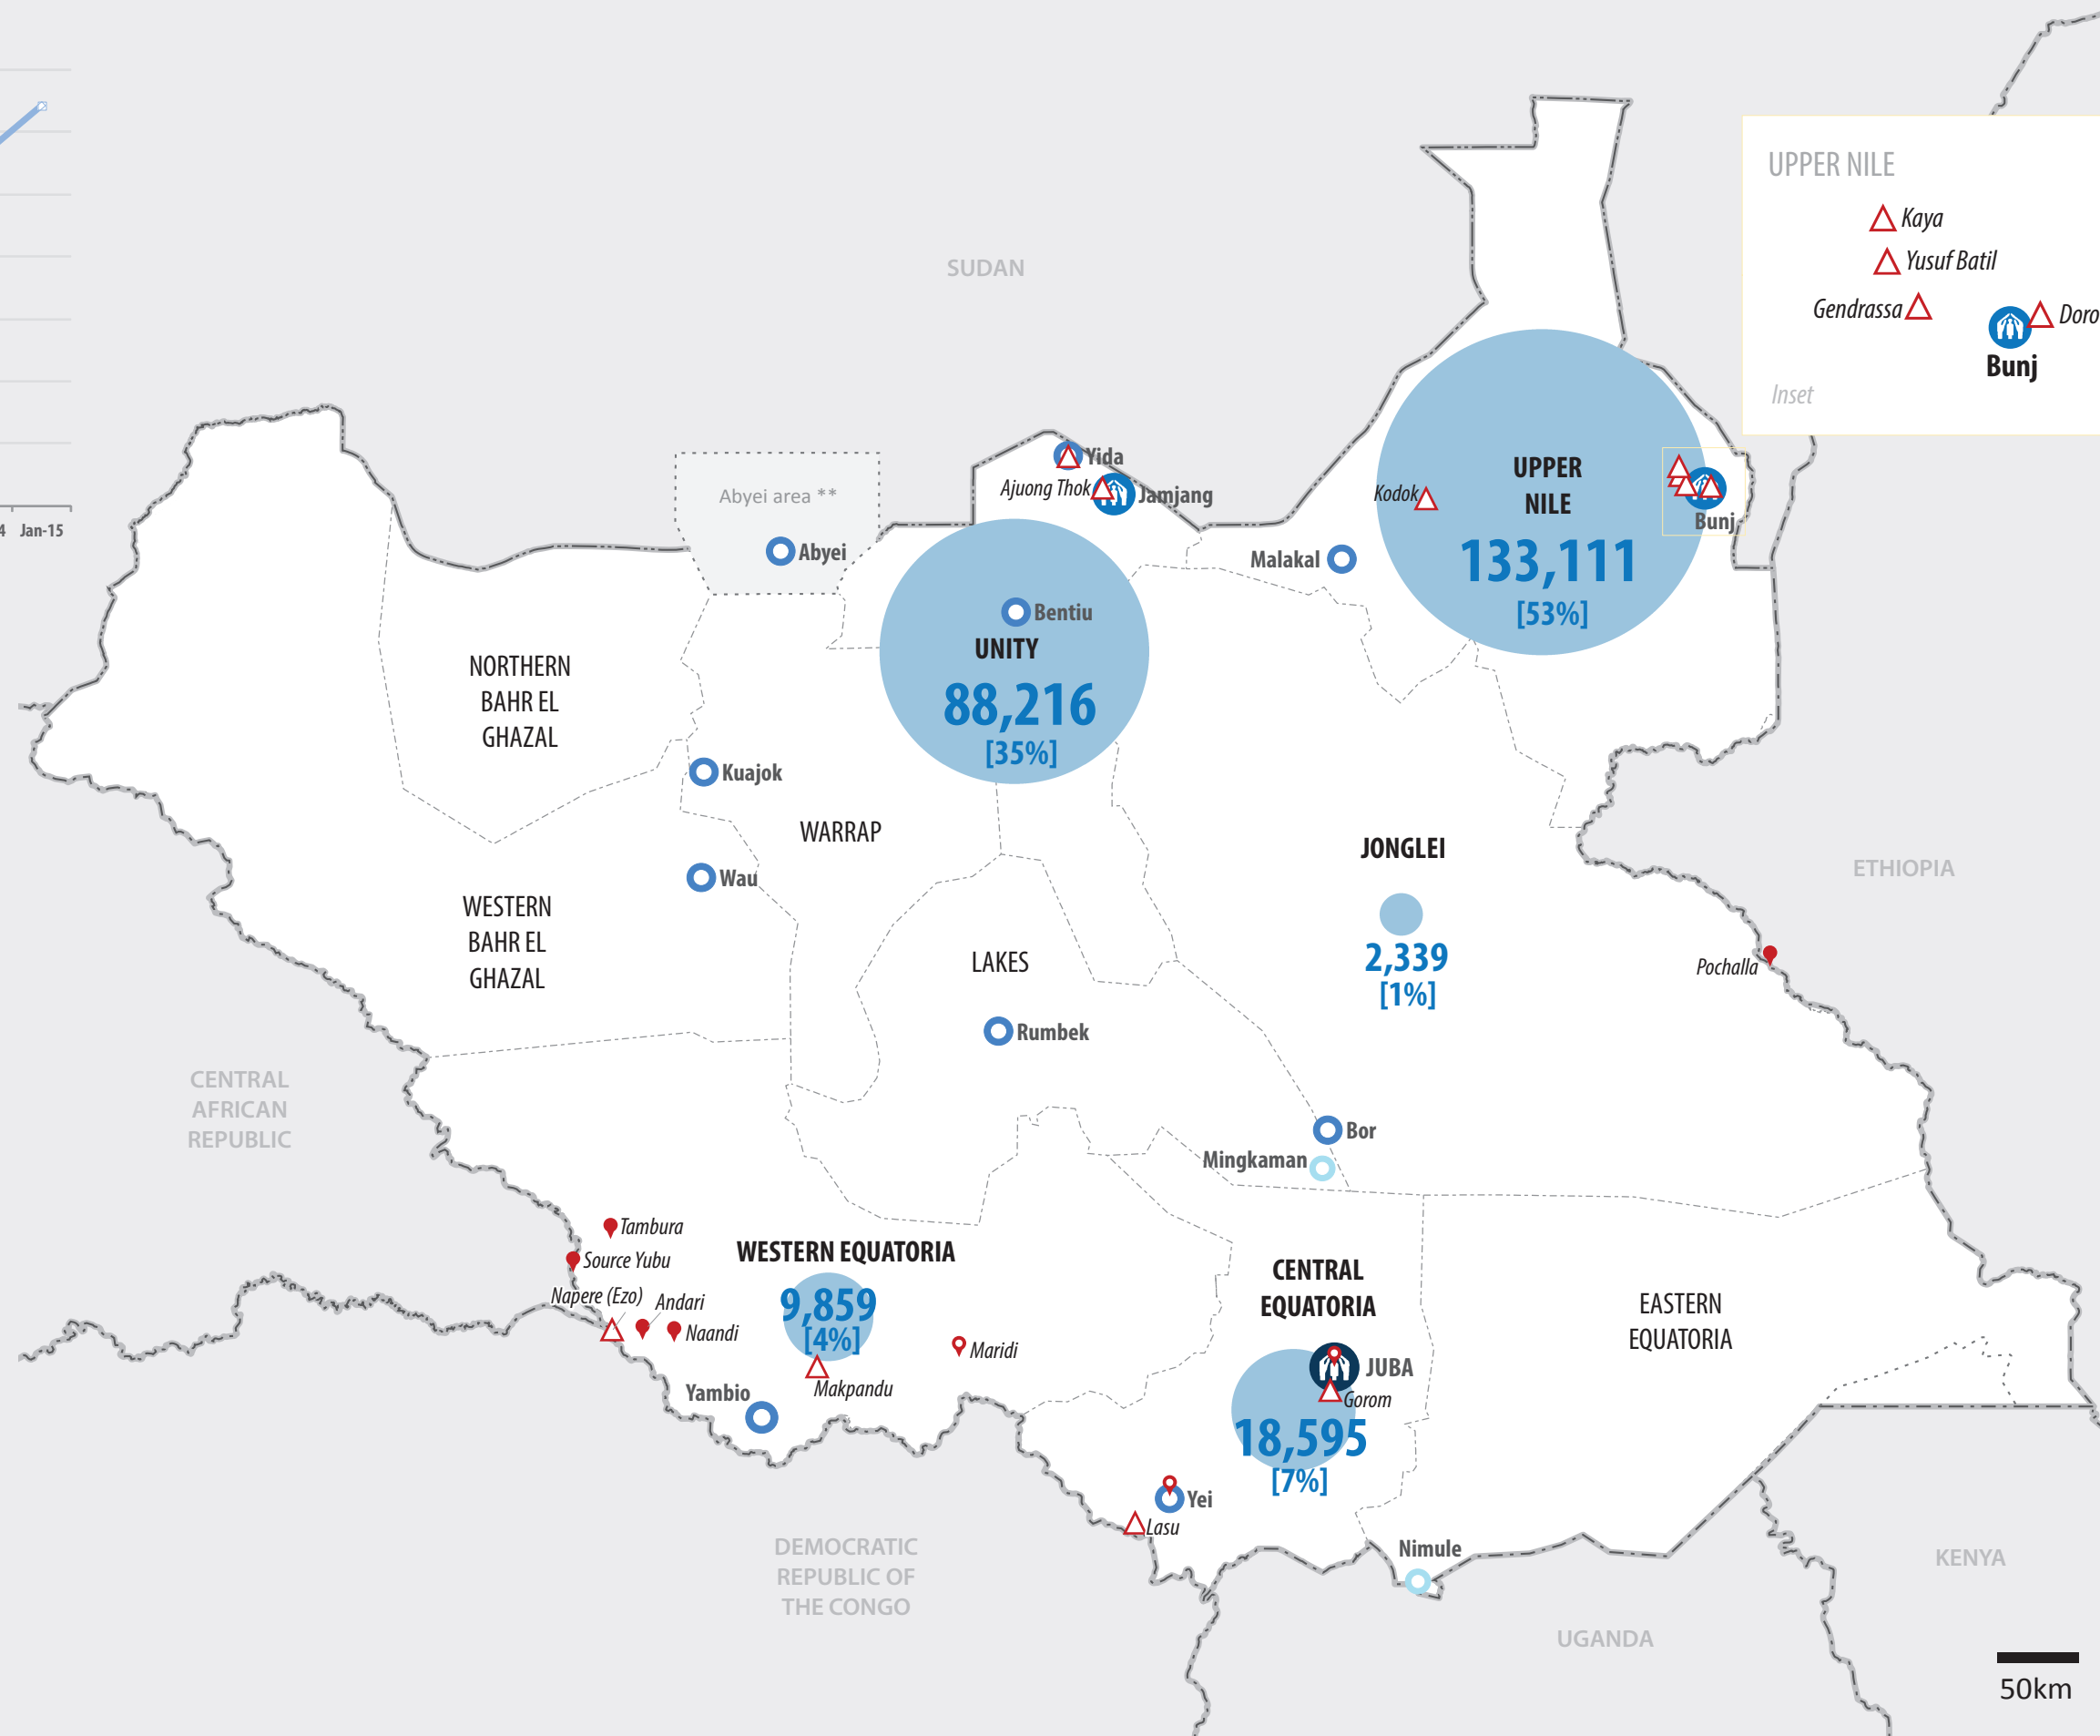 4 Jan-15
SUDAN
UPPER NILE
Kaya
Yusuf Batil
Gendrassa
Doro
Bunj
Inset
Abyei area **
Abyei
Yida
Ajuong Thok
Jamjang
Kodok
Malakal
UPPER
NILE
133,111
[53%]
Bunj
Bentiu
UNITY
88,216
[35%]
NORTHERN
BAHR EL
GHAZAL
Kuajok
WARRAP
Wau
WESTERN
BAHR EL
GHAZAL
JONGLEI
2,339
[1%]
ETHIOPIA
Pochalla
LAKES
Rumbek
CENTRAL
AFRICAN
REPUBLIC
Bor
Mingkaman
Tambura
Source Yubu
Napere (Ezo)
Andari
Naandi
WESTERN EQUATORIA
9,859
[4%]
Makpandu
Maridi
Yambio
CENTRAL
EQUATORIA
JUBA
Gorom
18,595
[7%]
EASTERN
EQUATORIA
Yei
Lasu
Nimule
DEMOCRATIC
REPUBLIC OF
THE CONGO
KENYA
UGANDA
50km